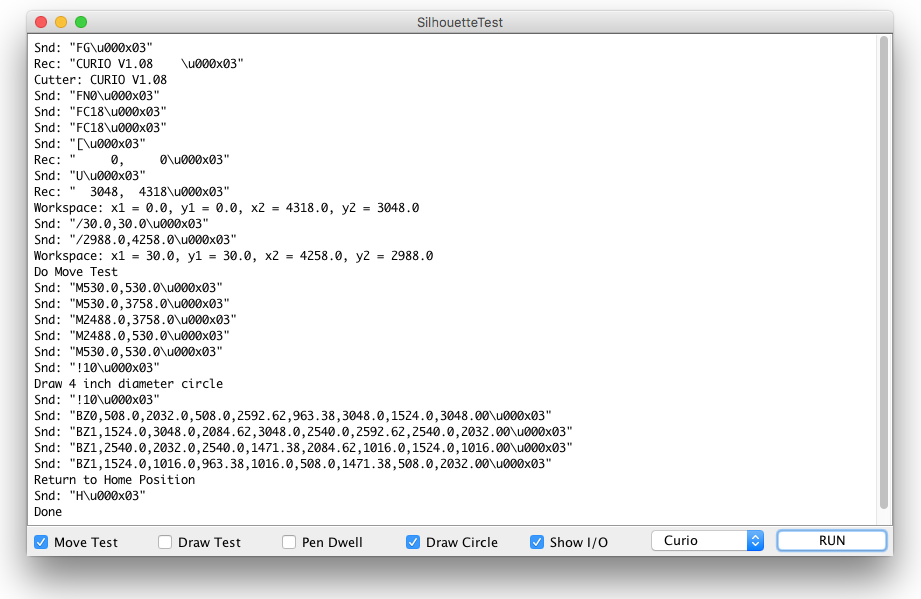 SilhouetteTest
Snd: "FG\u000x03"
Rec: "CURIO V1.08    \u000x03"
Cutter: CURIO V1.08
Snd: "FN0\u000x03"
Snd: "FC18\u000x03"
Snd: "FC18\u000x03"
Snd: "[\u000x03"
Rec: "     0,     0\u000x03"
Snd: "U\u000x03"
Rec: "  3048,  4318\u000x03"
Workspace: x1 = 0.0, y1 = 0.0, x2 = 4318.0, y2 = 3048.0
Snd: "/30.0,30.0\u000x03"
Snd: "/2988.0,4258.0\u000x03"
Workspace: x1 = 30.0, y1 = 30.0, x2 = 4258.0, y2 = 2988.0
Do Move Test
Snd: "M530.0,530.0\u000x03"
Snd: "M530.0,3758.0\u000x03"
Snd: "M2488.0,3758.0\u000x03"
Snd: "M2488.0,530.0\u000x03"
Snd: "M530.0,530.0\u000x03"
Snd: "!10\u000x03"
Draw 4 inch diameter circle
Snd: "!10\u000x03"
Snd: "BZ0,508.0,2032.0,508.0,2592.62,963.38,3048.0,1524.0,3048.00\u000x03"
Snd: "BZ1,1524.0,3048.0,2084.62,3048.0,2540.0,2592.62,2540.0,2032.00\u000x03"
Snd: "BZ1,2540.0,2032.0,2540.0,1471.38,2084.62,1016.0,1524.0,1016.00\u000x03"
Snd: "BZ1,1524.0,1016.0,963.38,1016.0,508.0,1471.38,508.0,2032.00\u000x03"
Return to Home Position
Snd: "H\u000x03"
Done
Move Test Draw Test Pen Dwell Draw Circle Show I/O Curio RUN